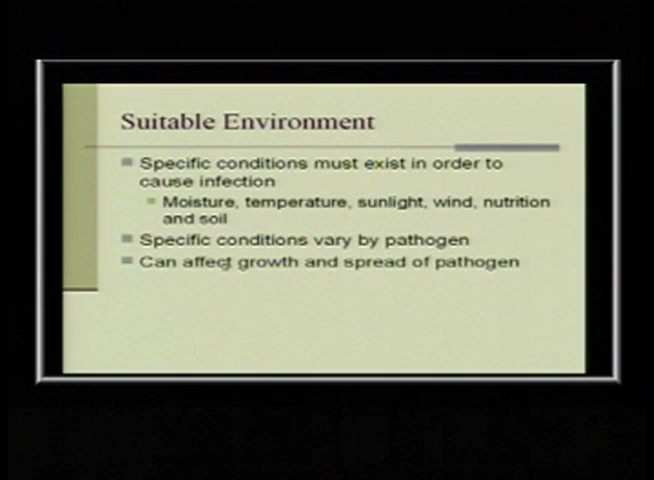 Suitable Environment
Specific conditions must exist in order to
cause infection
Moisture, temperature, sunlight, wind, nutrition
and soil
Specific conditions vary by pathogen
Can affect growth and spread of pathogen